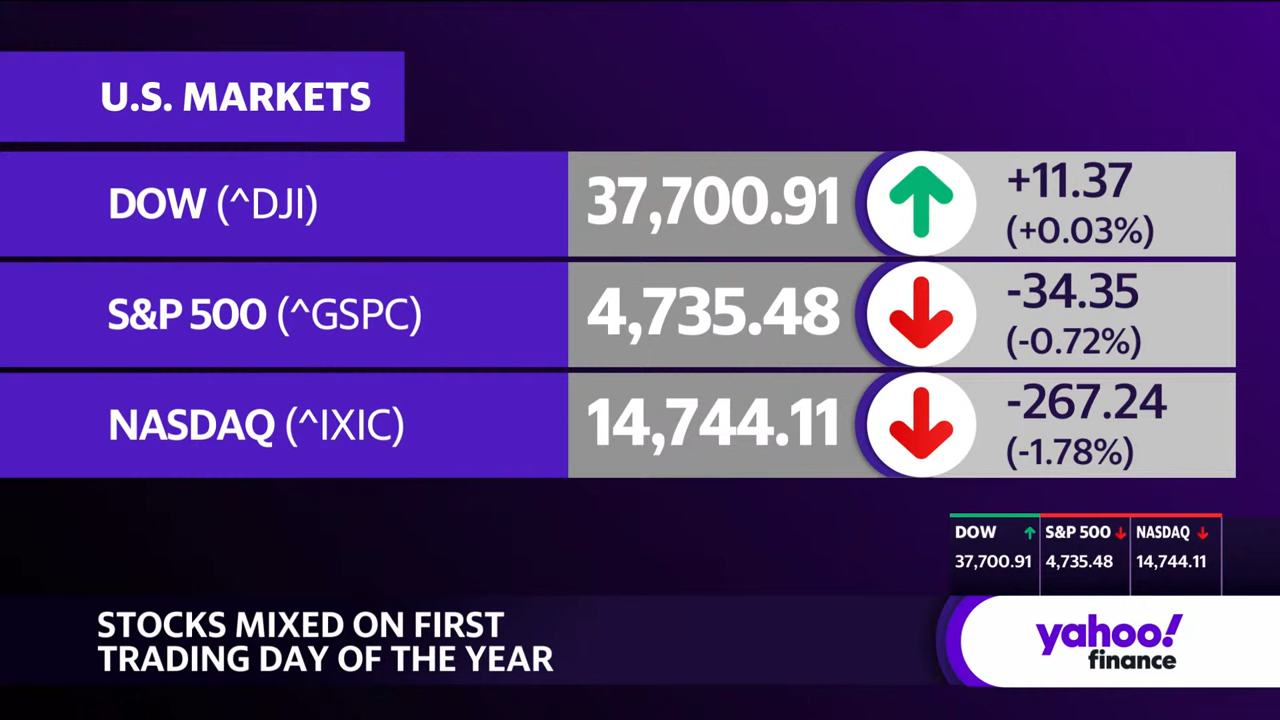 U.S. MARKETS
DOW (^DJI) 37,700.91 +11.37
(+0.03%)
S&P 500 (^GSPC) 4,735.48 -34.35
(-0.72%)
NASDAQ (^IXIC) 14,744.11 -267.24
(-1.78%)
DOW S&P 500 NASDAQ
37,700.91 4,735.48 14,744.11
STOCKS MIXED ON FIRST
TRADING DAY OF THE YEAR
yahoo!
finance